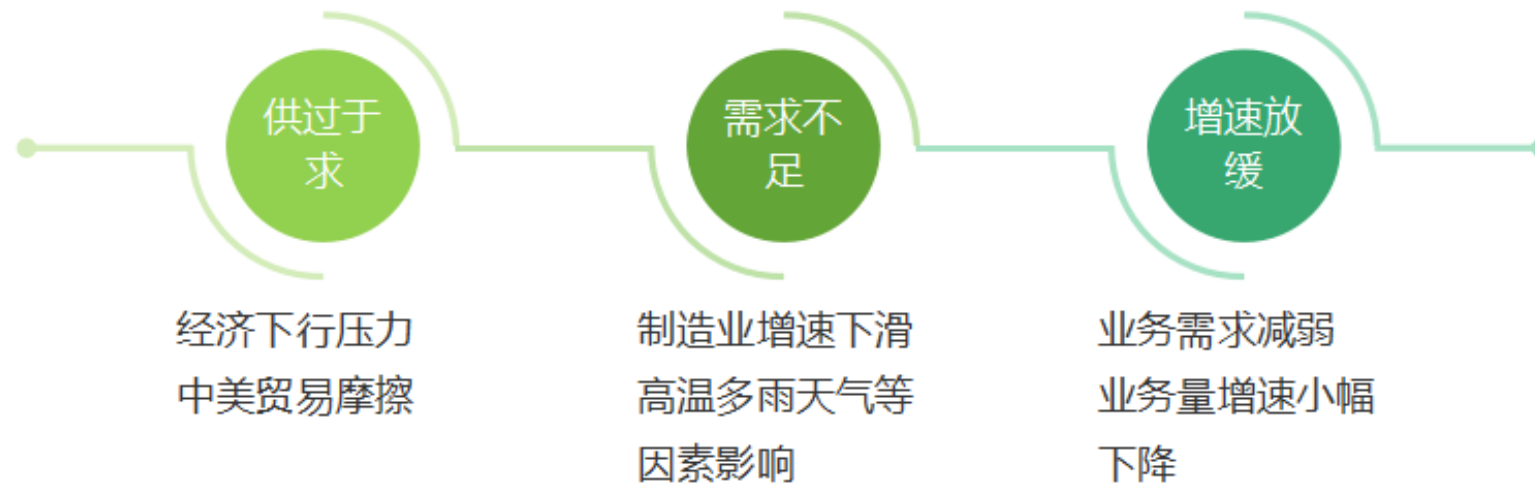 供过于
求
需求不
足
增速放
缓
经济下行压力
中美贸易摩擦
制造业增速下滑
高温多雨天气等
因素影响
业务需求减弱
业务量增速小幅
下降